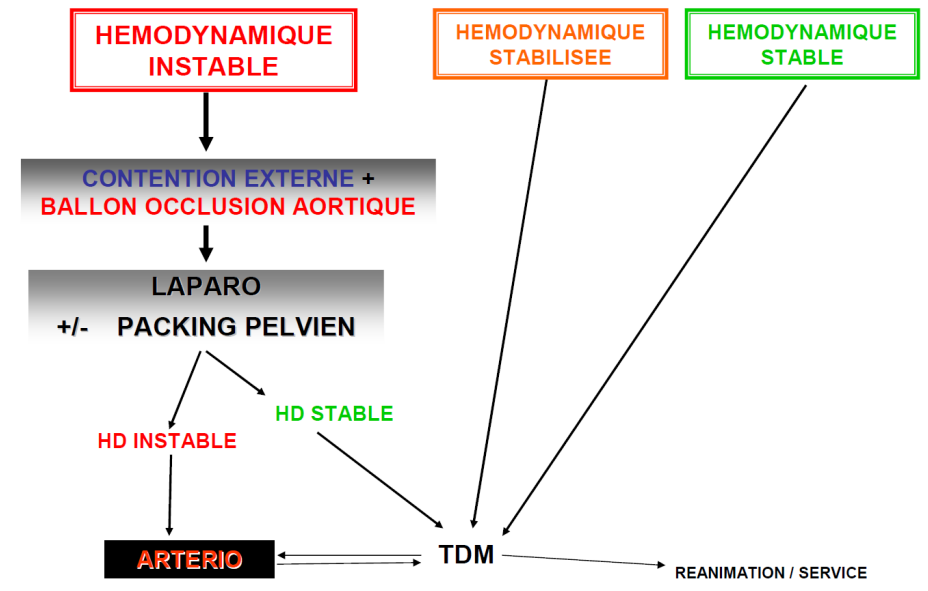 HEMODYNAMIQUE
INSTABLE
HEMODYNAMIQUE
STABILISEE
HEMODYNAMIQUE
STABLE
CONTENTION EXTERNE +
BALLON OCCLUSION AORTIQUE
LAPARO
+/- PACKING PELVIEN
HD STABLE
HD INSTABLE
ARTERIO
TDM
REANIMATION / SERVICE